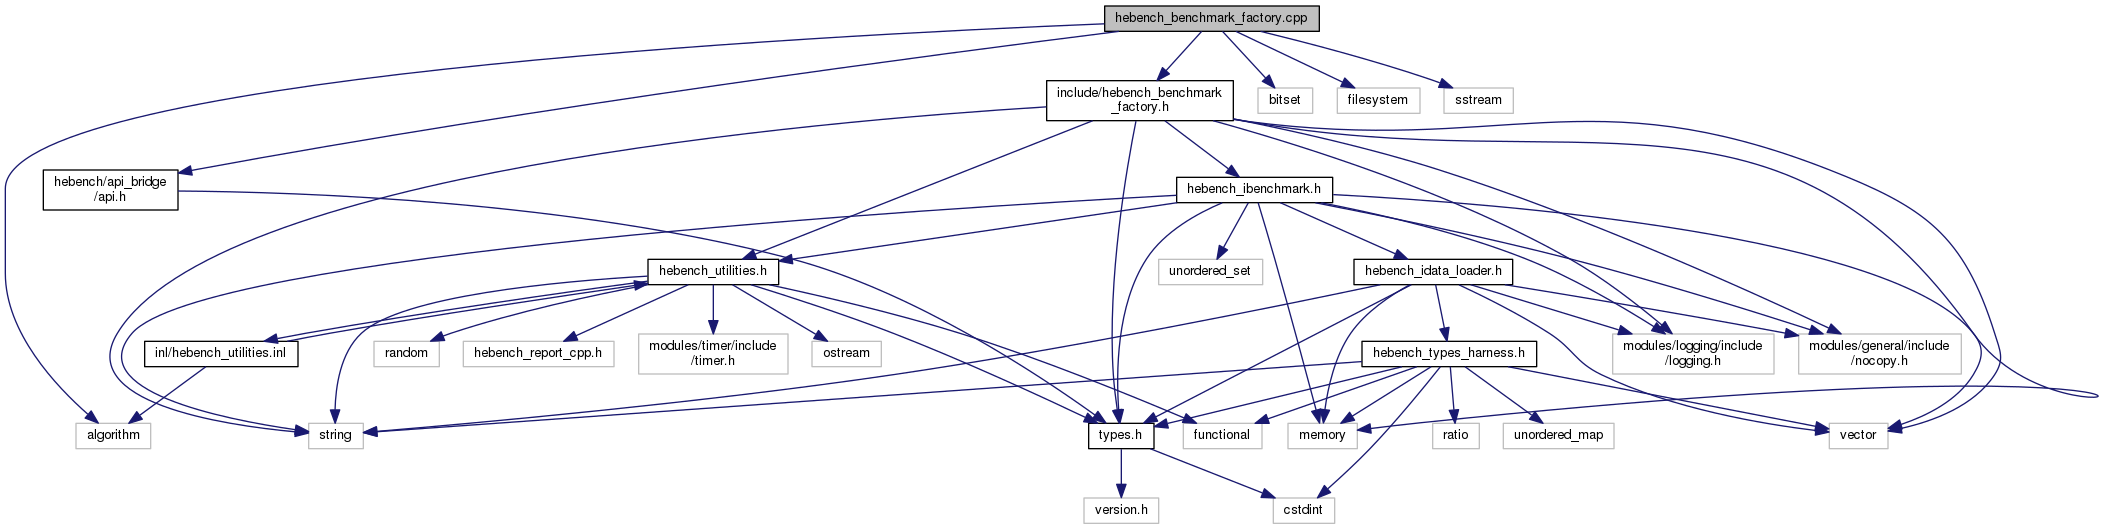 hebench_benchmark_factory.cpp
include/hebench_benchmark
_factory.h
bitset
filesystem
sstream
hebench/api_bridge
/api.h
hebench_ibenchmark.h
hebench_utilities.h
unordered_set
hebench_idata_loader.h
inl/hebench_utilities.inl
random
hebench_report_cpp.h
modules/timer/include
/timer.h
ostream
hebench_types_harness.h
modules/logging/include
/logging.h
modules/general/include
/nocopy.h
algorithm
string
types.h
functional
memory
ratio
unordered_map
vector
version.h
cstdint